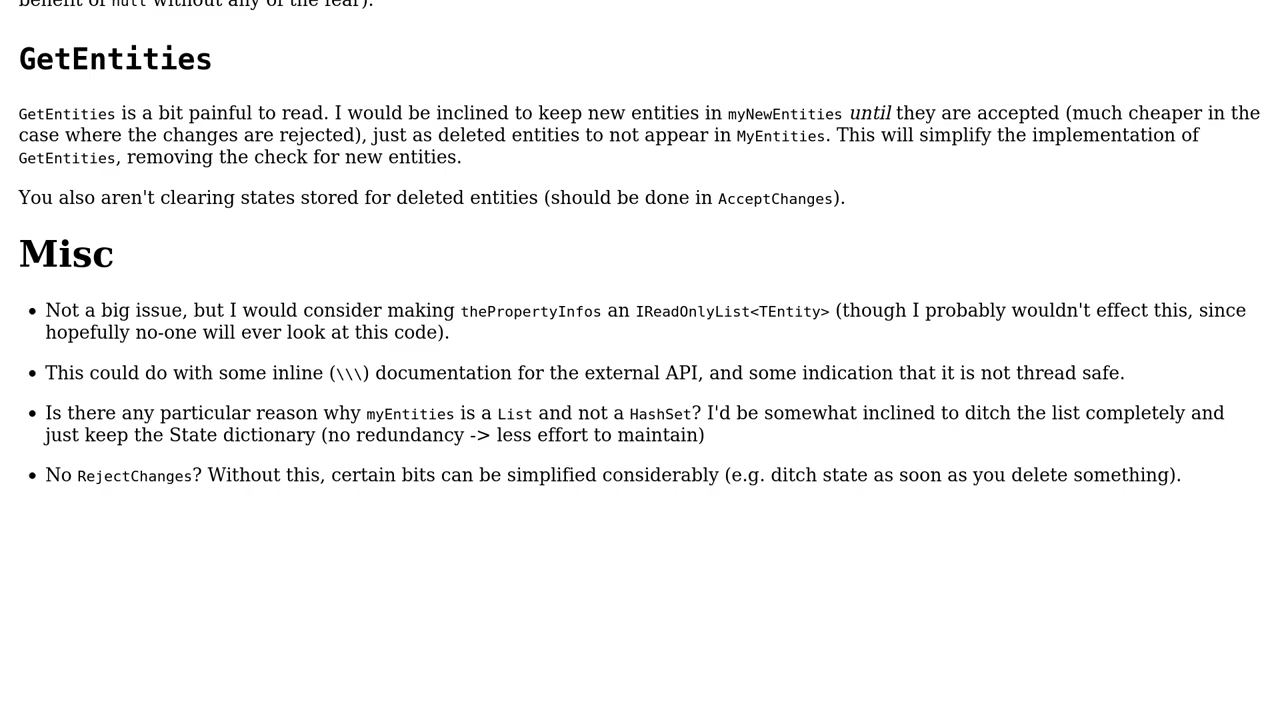 benefit of null without any of the fear).
GetEntities
GetEntities is a bit painful to read. I would be inclined to keep new entities in myNewEntities until they are accepted (much cheaper in the
case where the changes are rejected), just as deleted entities to not appear in MyEntities. This will simplify the implementation of
GetEntities, removing the check for new entities.
You also aren't clearing states stored for deleted entities (should be done in AcceptChanges).
Misc
• Not a big issue, but I would consider making thePropertyInfos an IReadOnlyList<TEntity> (though I probably wouldn't effect this, since
hopefully no-one will ever look at this code).
• This could do with some inline (\\\) documentation for the external API, and some indication that it is not thread safe.
• Is there any particular reason why myEntities is a List and not a HashSet? I'd be somewhat inclined to ditch the list completely and
just keep the State dictionary (no redundancy -> less effort to maintain)
• No RejectChanges? Without this, certain bits can be simplified considerably (e.g. ditch state as soon as you delete something).